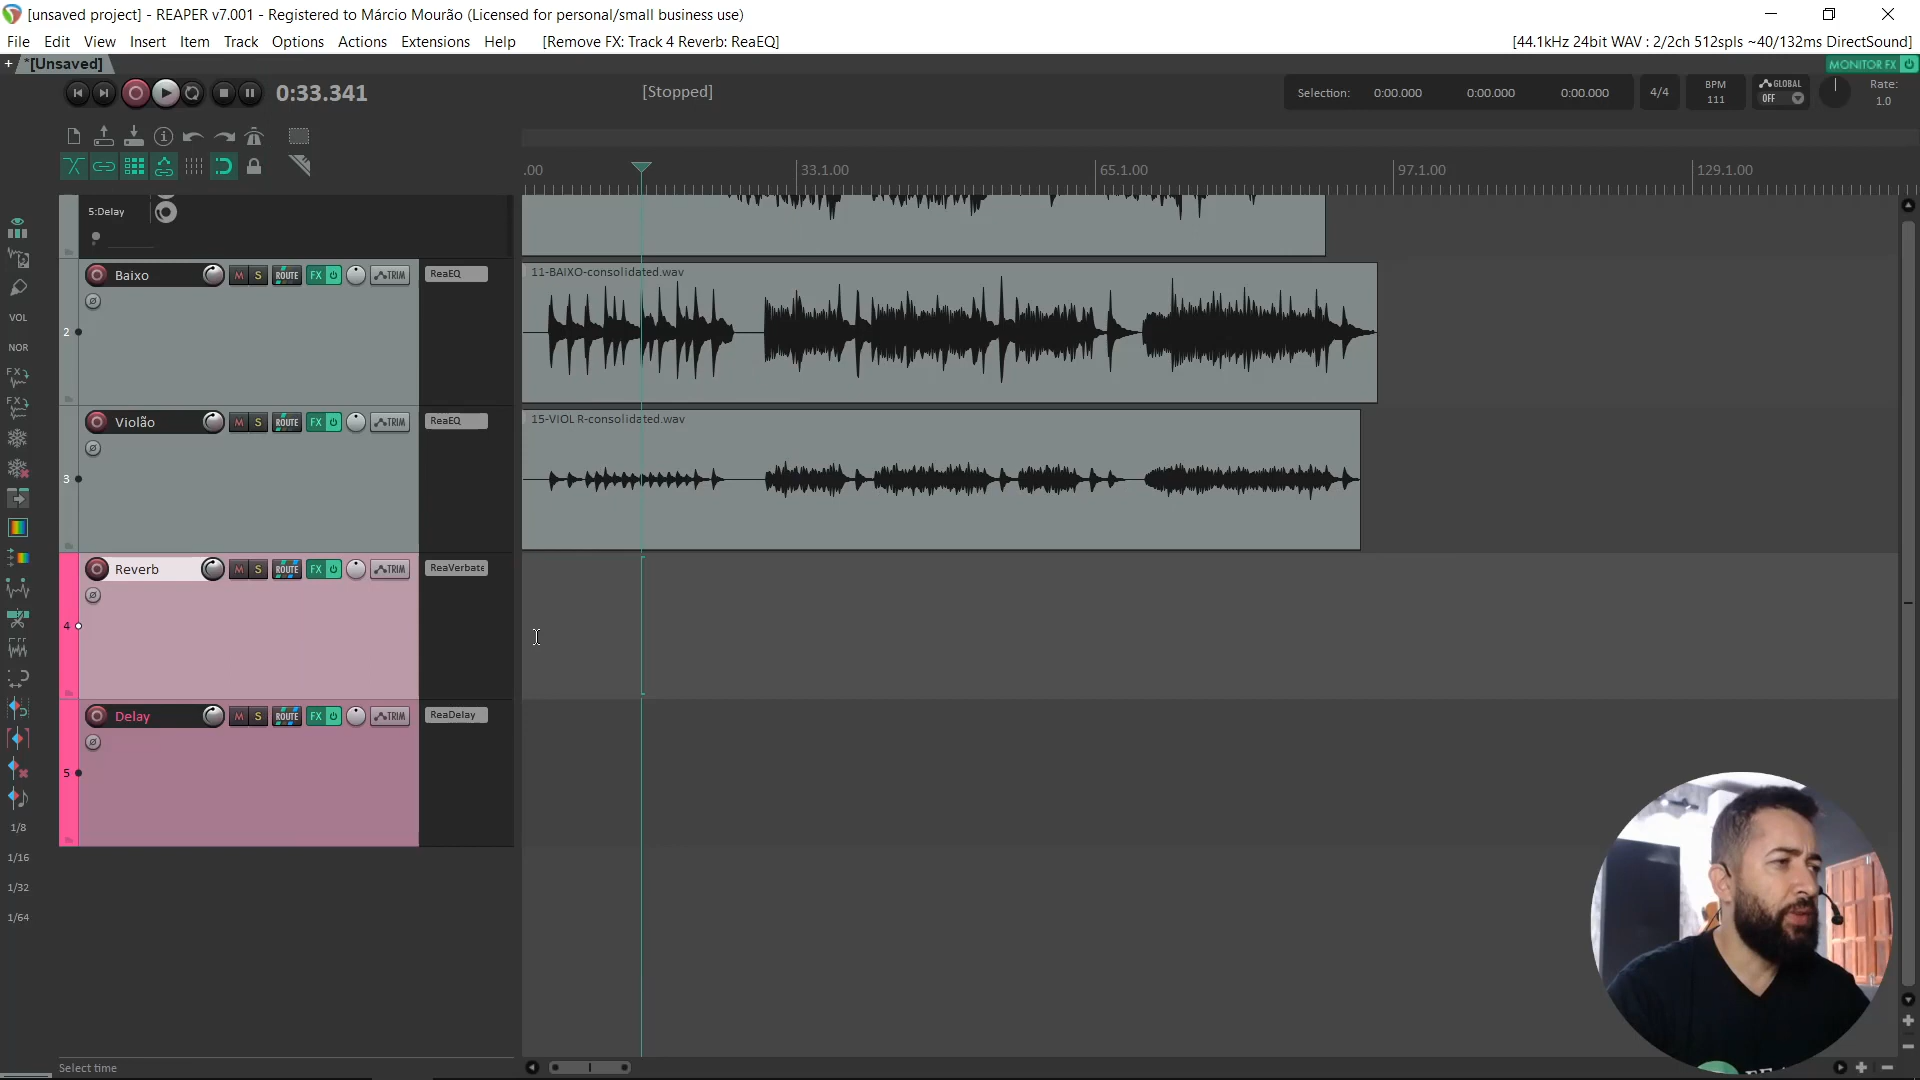 [unsaved project] - REAPER v7.001 - Registered to Márcio Mourão (Licensed for personal/small business use)
File Edit View Insert Item Track Options Actions Extensions Help [Remove FX: Track 4 Reverb: ReaEQ] [44.1kHz 24bit WAV : 2/2ch 512spls ~40/132ms DirectSound]
+ *[Unsaved] MONITOR FX
0:33.341 [Stopped] Selection: 0:00.000 0:00.000 0:00.000 4/4 BPM 111 GLOBAL OFF Rate: 1.0
.00 33.1.00 65.1.00 97.1.00 129.1.00
5:Delay
2 Baixo M S ROUTE FX TRIM ReaEQ
11-BAIXO-consolidated.wav
3 Violão M S ROUTE FX TRIM ReaEQ
15-VIOL R-consolidated.wav
4 Reverb M S ROUTE FX TRIM ReaVerbate
5 Delay M S ROUTE FX TRIM ReaDelay
VOL
NOR
FX
FX
1/8
1/16
1/32
1/64
Select time